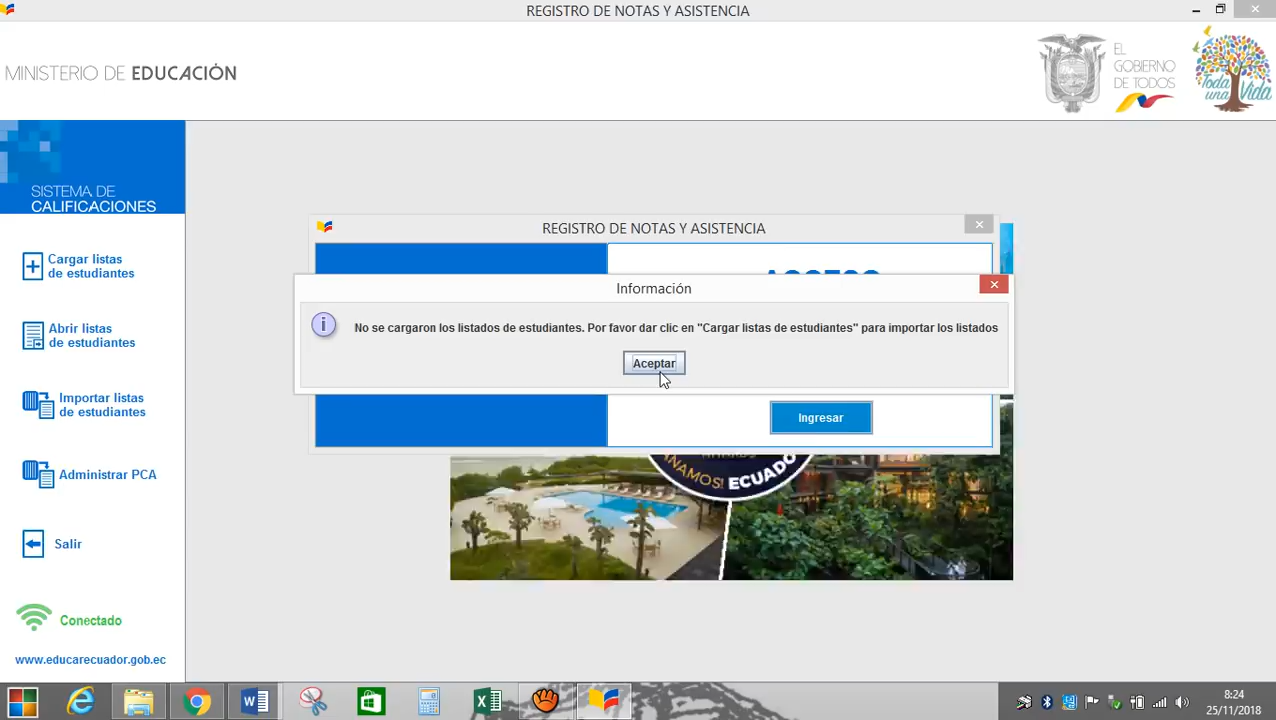 REGISTRO DE NOTAS Y ASISTENCIA
MINISTERIO DE EDUCACIÓN
EL
GOBIERNO
DE TODOS
Toda
una Vida
SISTEMA DE
CALIFICACIONES
Cargar listas
de estudiantes
Abrir listas
de estudiantes
Importar listas
de estudiantes
Administrar PCA
Salir
Conectado
www.educarecuador.gob.ec
REGISTRO DE NOTAS Y ASISTENCIA
Información
No se cargaron los listados de estudiantes. Por favor dar clic en "Cargar listas de estudiantes" para importar los listados
Aceptar
Ingresar
ECUADOR
8:24
25/11/2018